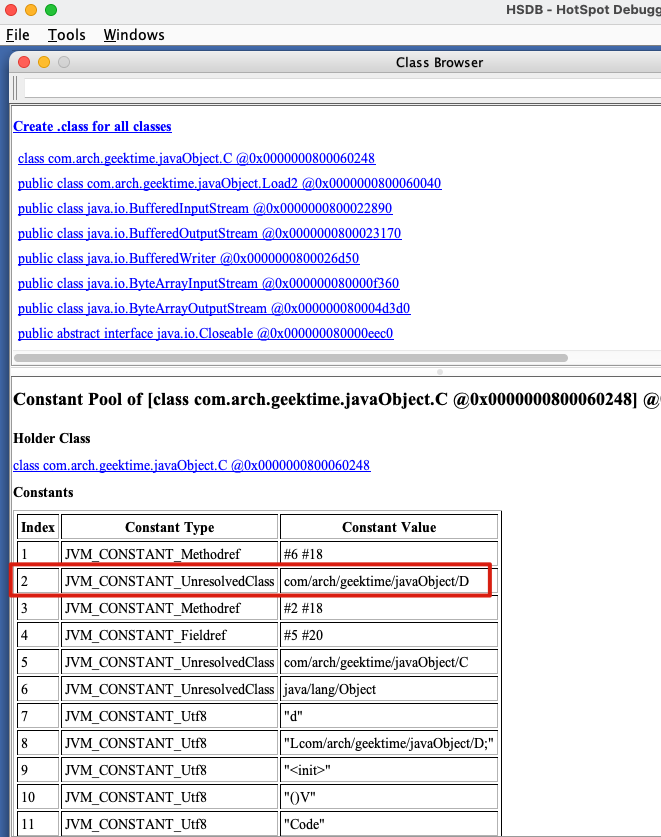 HSDB - HotSpot Debugg
File Tools Windows
Class Browser
Create .class for all classes
class com.arch.geektime.javaObject.C @0x0000000800060248
public class com.arch.geektime.javaObject.Load2 @0x0000000800060040
public class java.io.BufferedInputStream @0x0000000800022890
public class java.io.BufferedOutputStream @0x0000000800023170
public class java.io.BufferedWriter @0x0000000800026d50
public class java.io.ByteArrayInputStream @0x000000080000f360
public class java.io.ByteArrayOutputStream @0x000000080004d3d0
public abstract interface java.io.Closeable @0x000000080000eec0
Constant Pool of [class com.arch.geektime.javaObject.C @0x0000000800060248] @
Holder Class
class com.arch.geektime.javaObject.C @0x0000000800060248
Constants
Index Constant Type Constant Value
1 JVM_CONSTANT_Methodref #6 #18
2 JVM_CONSTANT_UnresolvedClass com/arch/geektime/javaObject/D
3 JVM_CONSTANT_Methodref #2 #18
4 JVM_CONSTANT_Fieldref #5 #20
5 JVM_CONSTANT_UnresolvedClass com/arch/geektime/javaObject/C
6 JVM_CONSTANT_UnresolvedClass java/lang/Object
7 JVM_CONSTANT_Utf8 "d"
8 JVM_CONSTANT_Utf8 "Lcom/arch/geektime/javaObject/D;"
9 JVM_CONSTANT_Utf8 "<init>"
10 JVM_CONSTANT_Utf8 "()V"
11 JVM_CONSTANT_Utf8 "Code"